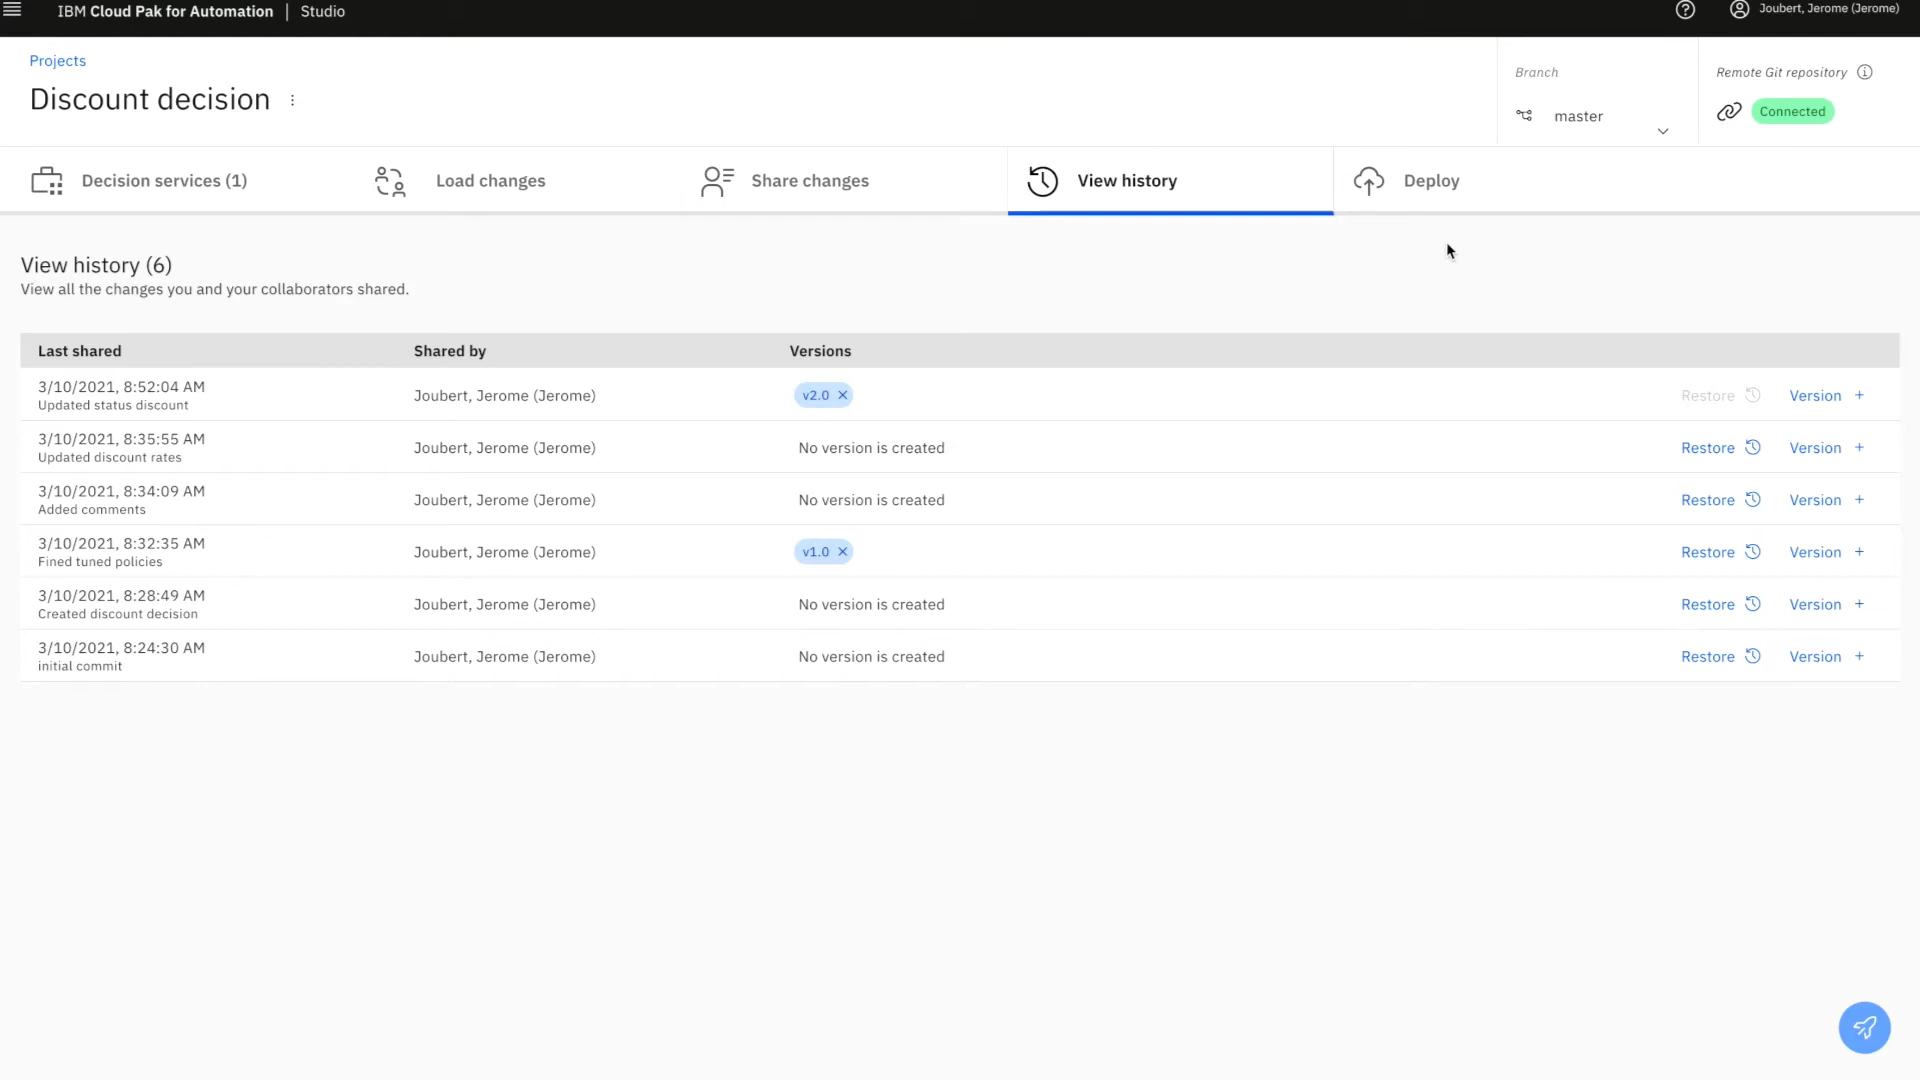 IBM Cloud Pak for Automation | Studio
Joubert, Jerome (Jerome)
Projects
Discount decision
Branch
master
Remote Git repository
Connected
Decision services (1)
Load changes
Share changes
View history
Deploy
View history (6)
View all the changes you and your collaborators shared.
Last shared Shared by Versions
3/10/2021, 8:52:04 AM
Updated status discount
Joubert, Jerome (Jerome)
v2.0 ×
Restore
Version +
3/10/2021, 8:35:55 AM
Updated discount rates
Joubert, Jerome (Jerome)
No version is created
Restore
Version +
3/10/2021, 8:34:09 AM
Added comments
Joubert, Jerome (Jerome)
No version is created
Restore
Version +
3/10/2021, 8:32:35 AM
Fined tuned policies
Joubert, Jerome (Jerome)
v1.0 ×
Restore
Version +
3/10/2021, 8:28:49 AM
Created discount decision
Joubert, Jerome (Jerome)
No version is created
Restore
Version +
3/10/2021, 8:24:30 AM
initial commit
Joubert, Jerome (Jerome)
No version is created
Restore
Version +